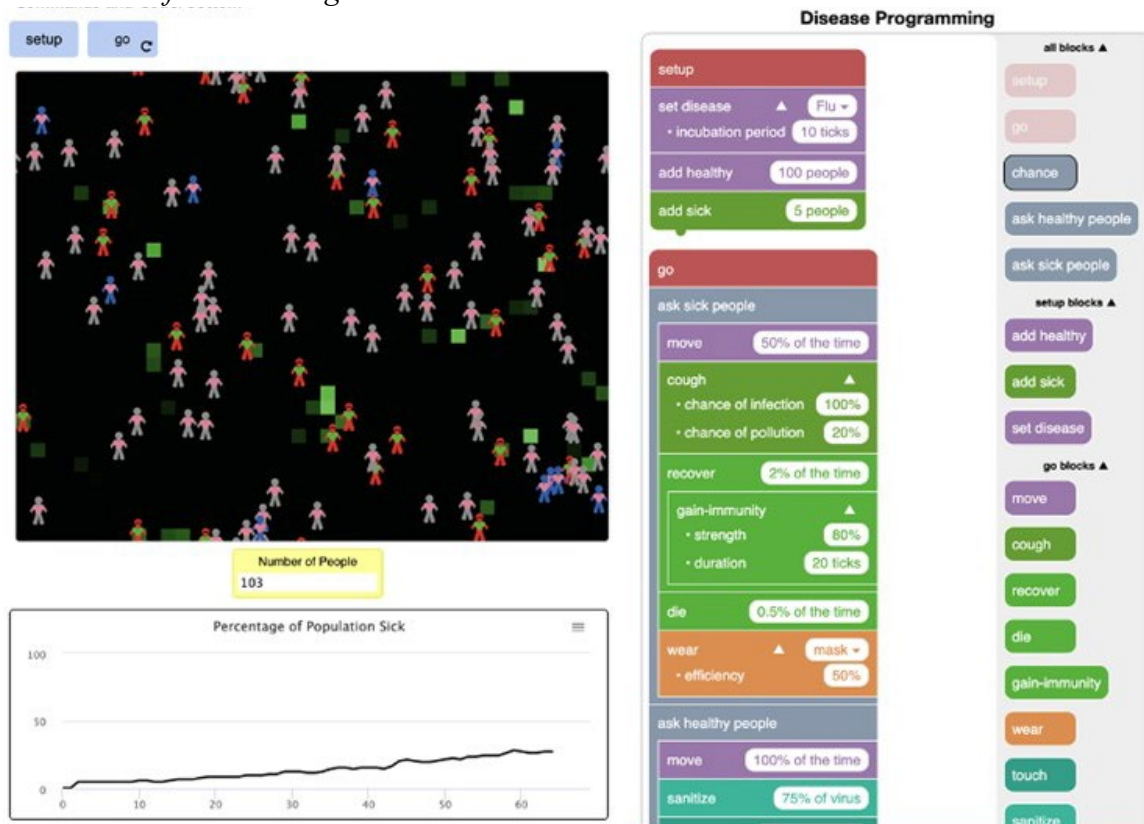 setup
go
Number of People
103
Percentage of Population Sick
100
50
0
0 10 20 30 40 50 60
Disease Programming
setup
set disease ▲ Flu
• incubation period 10 ticks
add healthy 100 people
add sick 5 people
go
ask sick people
move 50% of the time
cough ▲
• chance of infection 100%
• chance of pollution 20%
recover 2% of the time
gain-immunity ▲
• strength 80%
• duration 20 ticks
die 0.5% of the time
wear ▲ mask
• efficiency 50%
ask healthy people
move 100% of the time
sanitize 75% of virus
all blocks ▲
setup
go
chance
ask healthy people
ask sick people
setup blocks ▲
add healthy
add sick
set disease
go blocks ▲
move
cough
recover
die
gain-immunity
wear
touch
sanitize